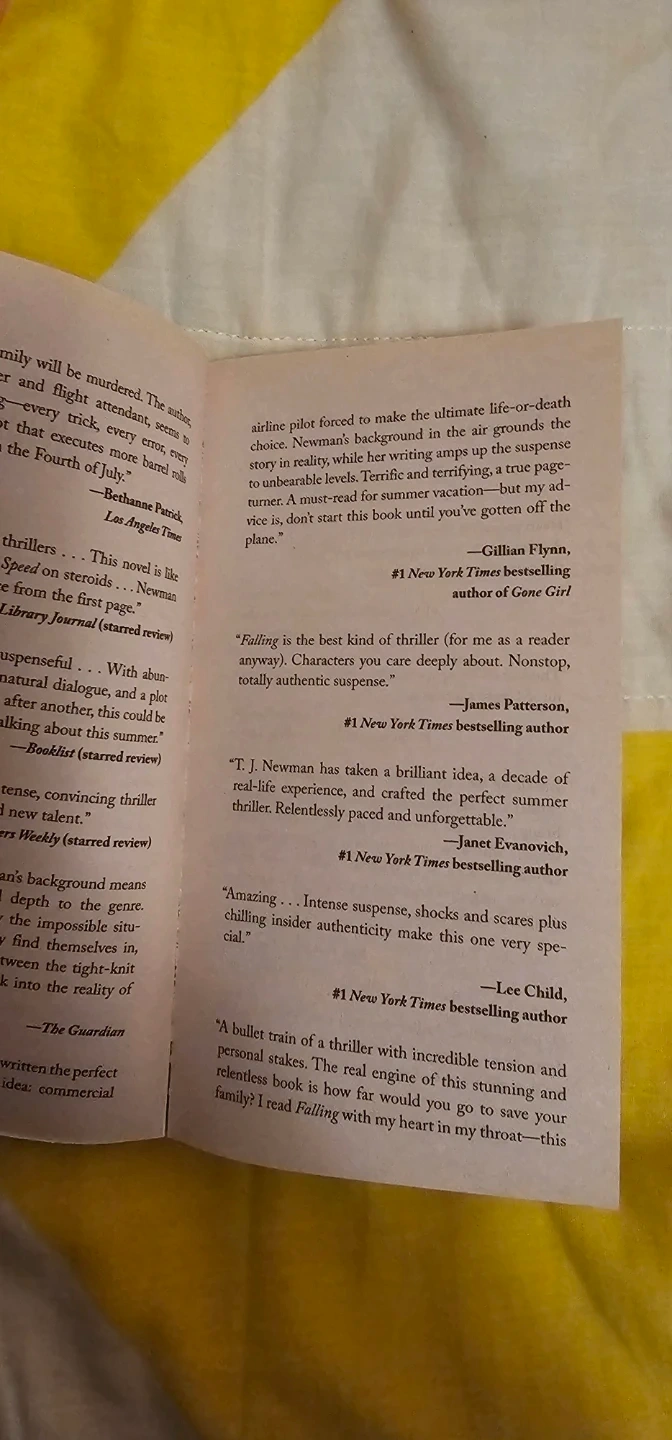 mily will be murdered. The author,
er and flight attendant, seems to
—every trick, every error, every
ot that executes more barrel rolls
the Fourth of July.”
—Bethanne Patrick,
Los Angeles Times
thrillers . . . This novel is like
Speed on steroids . . . Newman
e from the first page.”
Library Journal (starred review)
uspenseful . . . With abun-
natural dialogue, and a plot
after another, this could be
alking about this summer.”
—Booklist (starred review)
tense, convincing thriller
d new talent.”
ers Weekly (starred review)
an’s background means
depth to the genre.
the impossible situ-
y find themselves in,
tween the tight-knit
k into the reality of
—The Guardian
written the perfect
idea: commercial
airline pilot forced to make the ultimate life-or-death
choice. Newman’s background in the air grounds the
story in reality, while her writing amps up the suspense
to unbearable levels. Terrific and terrifying, a true page-
turner. A must-read for summer vacation—but my ad-
vice is, don’t start this book until you’ve gotten off the
plane.”
—Gillian Flynn,
#1 New York Times bestselling
author of Gone Girl
“Falling is the best kind of thriller (for me as a reader
anyway). Characters you care deeply about. Nonstop,
totally authentic suspense.”
—James Patterson,
#1 New York Times bestselling author
“T. J. Newman has taken a brilliant idea, a decade of
real-life experience, and crafted the perfect summer
thriller. Relentlessly paced and unforgettable.”
—Janet Evanovich,
#1 New York Times bestselling author
“Amazing . . . Intense suspense, shocks and scares plus
chilling insider authenticity make this one very spe-
cial.”
—Lee Child,
#1 New York Times bestselling author
“A bullet train of a thriller with incredible tension and
personal stakes. The real engine of this stunning and
relentless book is how far would you go to save your
family? I read Falling with my heart in my throat—this